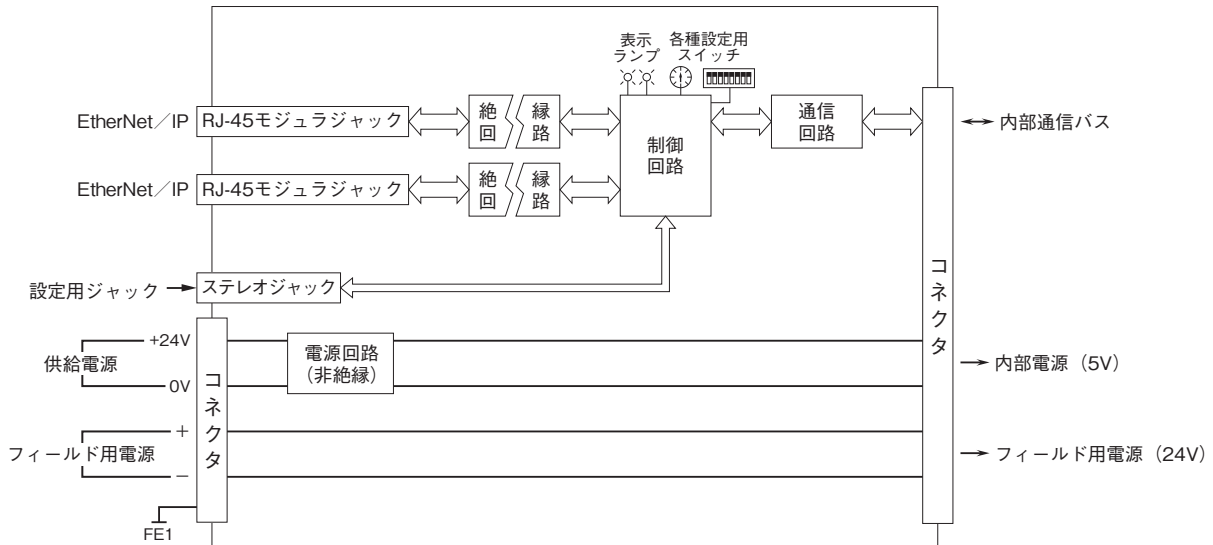 表示
ランプ
各種設定用
スイッチ
EtherNet／IP
RJ-45モジュラジャック
絶 縁
回 路
制御
回路
通信
回路
内部通信バス
EtherNet／IP
RJ-45モジュラジャック
絶 縁
回 路
設定用ジャック
ステレオジャック
コネクタ
供給電源
+24V
0V
コネクタ
電源回路
（非絶縁）
内部電源（5V）
フィールド用電源
＋
－
フィールド用電源（24V）
FE1